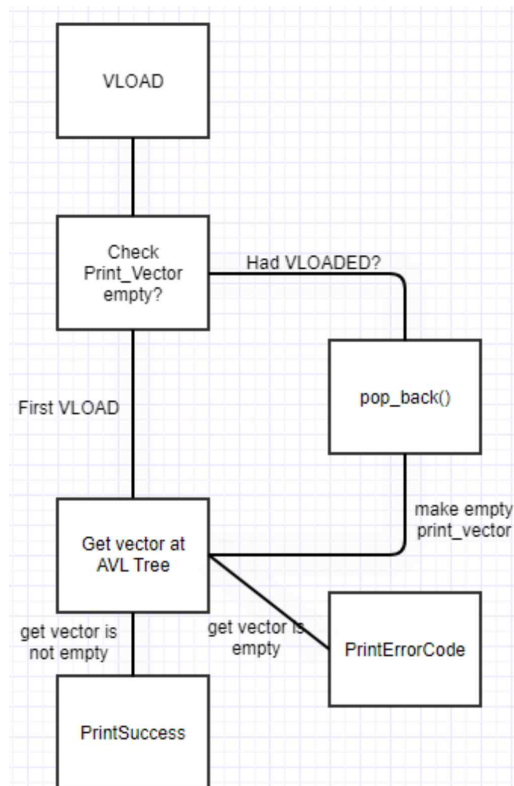 VLOAD
Check
Print_Vector
empty?
Had VLOADED?
pop_back()
First VLOAD
make empty
print_vector
Get vector at
AVL Tree
get vector is
not empty
get vector is
empty
PrintErrorCode
PrintSuccess